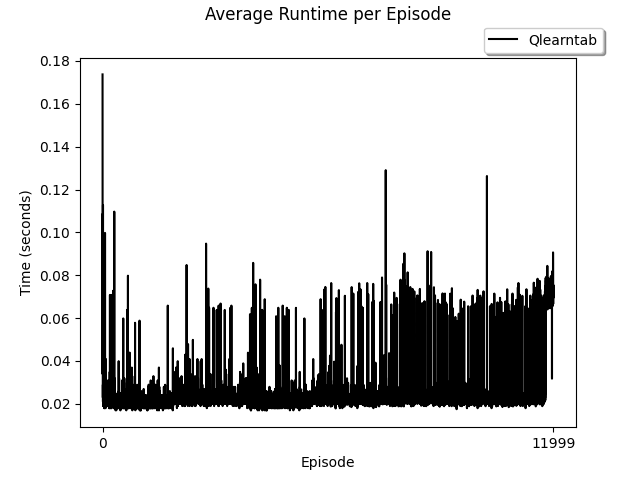 Average Runtime per Episode
Qlearntab
0.18
0.16
0.14
0.12
0.10
0.08
0.06
0.04
0.02
Time (seconds)
0 11999
Episode